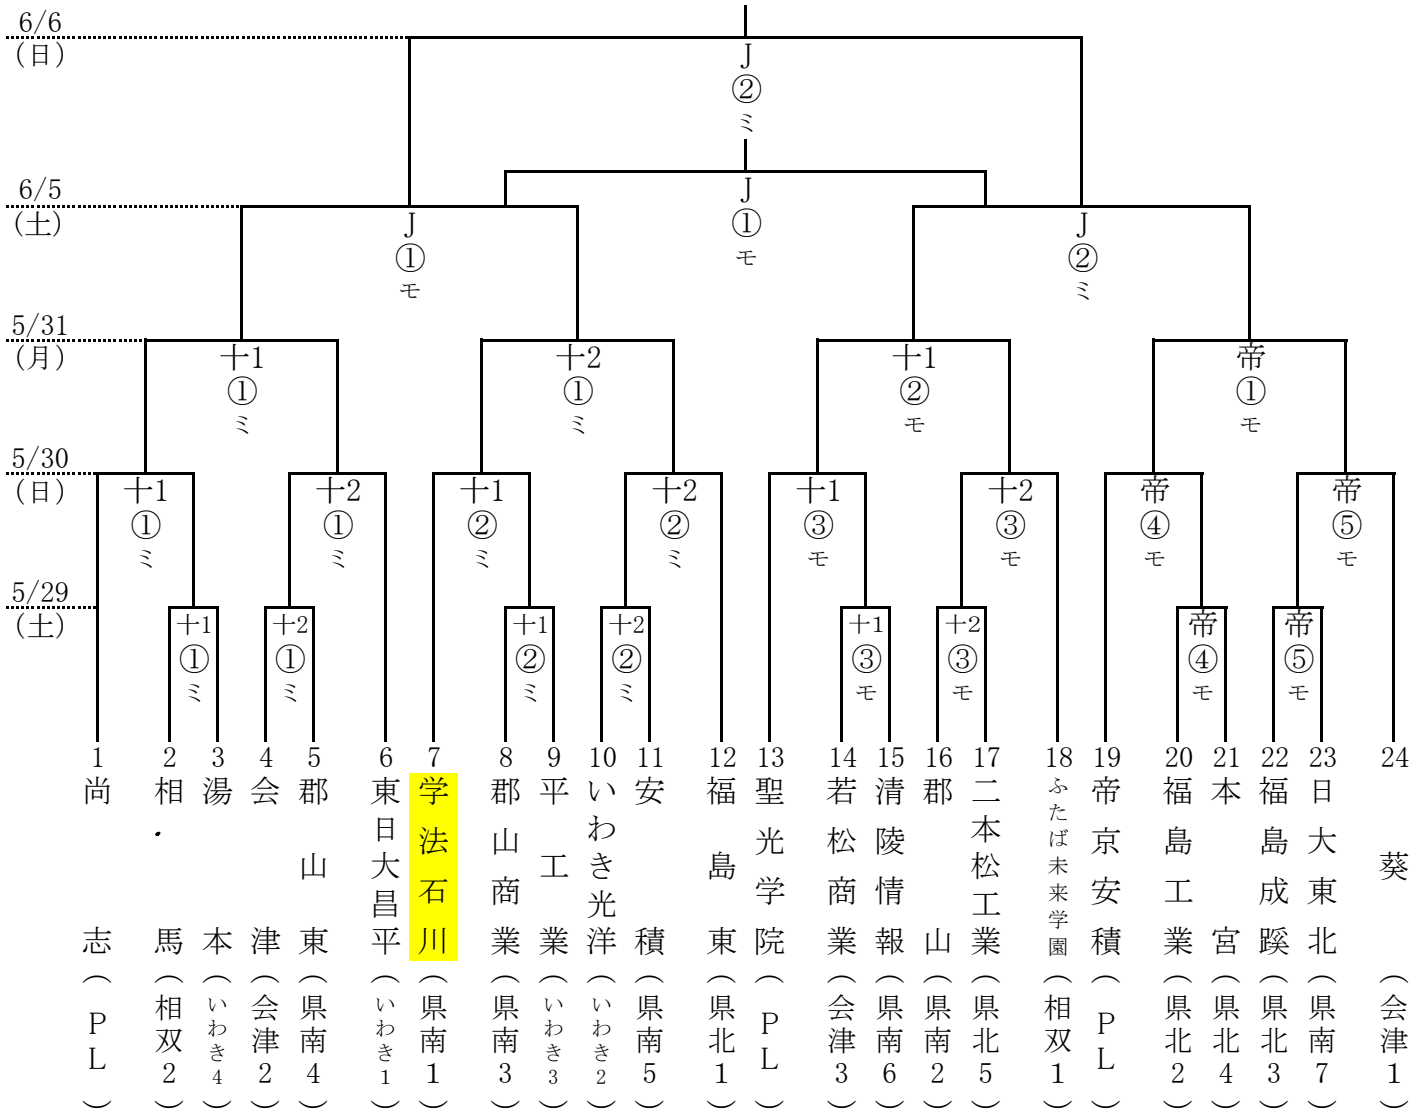 6/6
(日)
J
②
ミ
6/5
(土)
J
①
モ
J
①
モ
J
②
ミ
5/31
(月)
十1
①
ミ
十2
①
ミ
十1
②
モ
帝
①
モ
5/30
(日)
十1
①
ミ
十2
①
ミ
十1
②
ミ
十2
②
ミ
十1
③
モ
十2
③
モ
帝
④
モ
帝
⑤
モ
5/29
(土)
十1
①
ミ
十2
①
ミ
十1
②
ミ
十2
②
ミ
十1
③
モ
十2
③
モ
帝
④
モ
帝
⑤
モ
1 尚志(PL)
2 相馬(相双2)
3 湯本(いわき4)
4 会津(会津2)
5 郡山東(県南4)
6 東日大昌平(いわき1)
7 学法石川(県南1)
8 郡山商業(県南3)
9 平工業(いわき3)
10 いわき光洋(いわき2)
11 安積(県南5)
12 福島東(県北1)
13 聖光学院(PL)
14 若松商業(会津3)
15 清陵情報(県南6)
16 郡山(県南2)
17 二本松工業(県北5)
18 ふたば未来学園(相双1)
19 帝京安積(PL)
20 福島工業(県北2)
21 本宮(県北4)
22 福島成蹊(県北3)
23 日大東北(県南7)
24 葵(会津1)